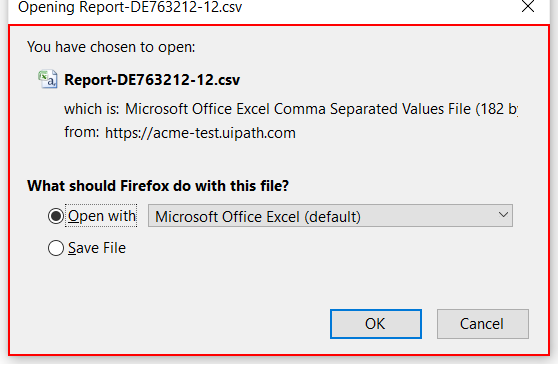 Opening Report-DE763212-12.csv
You have chosen to open:
Report-DE763212-12.csv
which is: Microsoft Office Excel Comma Separated Values File (182 by
from: https://acme-test.uipath.com
What should Firefox do with this file?
Open with Microsoft Office Excel (default)
Save File
OK Cancel